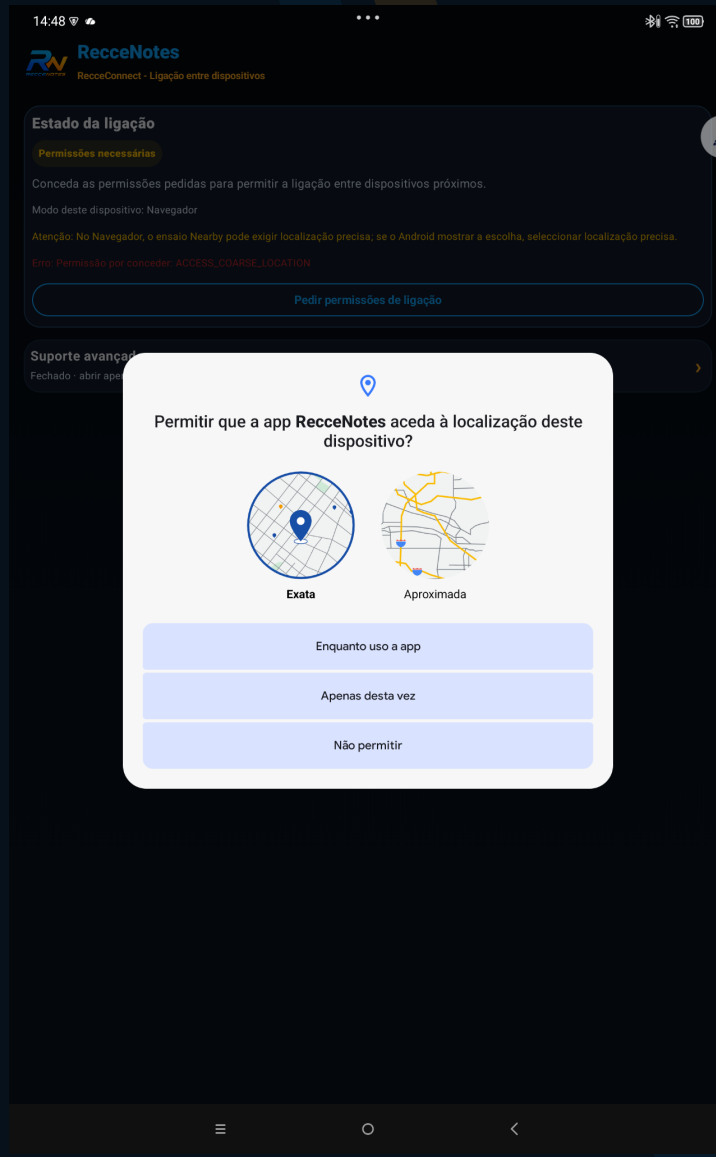 14:48
100
RecceNotes
RECCENOTES
RecceConnect - Ligação entre dispositivos
Estado da ligação
Permissões necessárias
Conceda as permissões pedidas para permitir a ligação entre dispositivos próximos.
Modo deste dispositivo: Navegador
Atenção: No Navegador, o ensaio Nearby pode exigir localização precisa; se o Android mostrar a escolha, seleccionar localização precisa.
Erro: Permissão por conceder: ACCESS_COARSE_LOCATION
Pedir permissões de ligação
Suporte avançad
Fechado · abrir ape
Permitir que a app RecceNotes aceda à localização deste
dispositivo?
Exata
Aproximada
Enquanto uso a app
Apenas desta vez
Não permitir